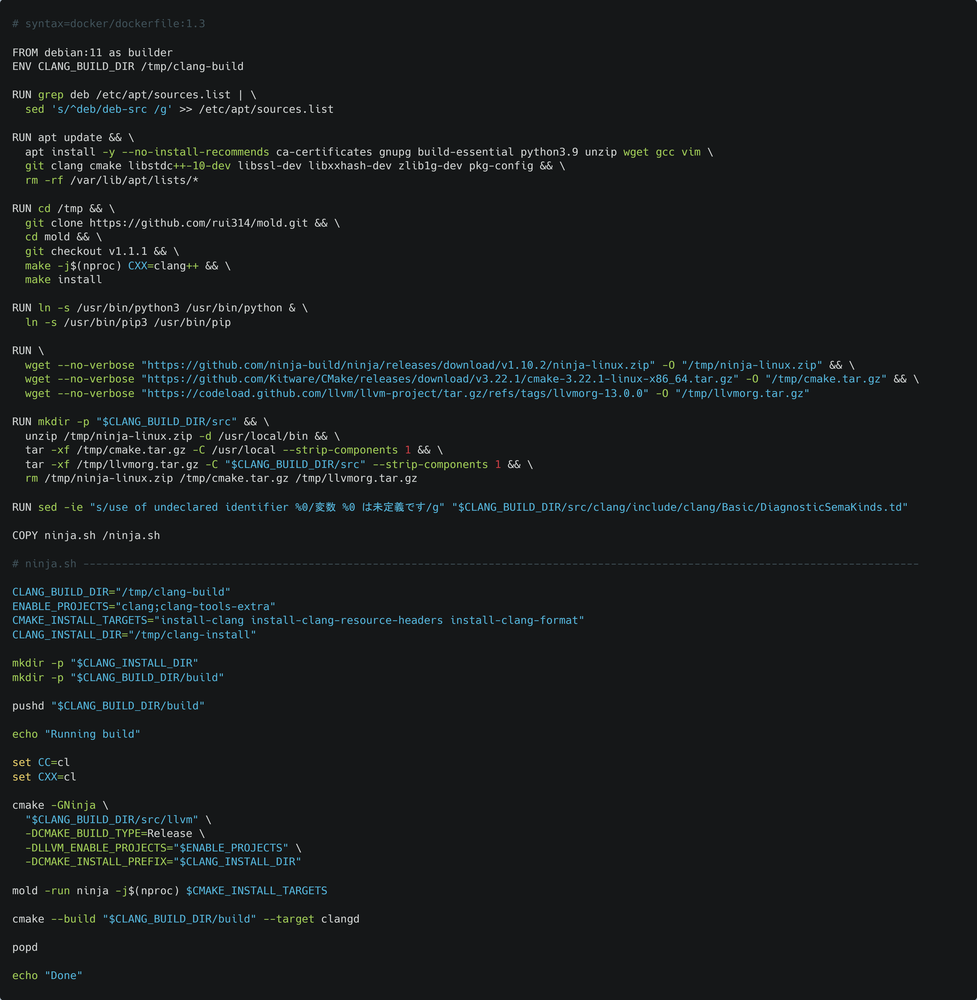 # syntax=docker/dockerfile:1.3
FROM debian:11 as builder
ENV CLANG_BUILD_DIR /tmp/clang-build
RUN grep deb /etc/apt/sources.list | \
  sed 's/^deb/deb-src /g' >> /etc/apt/sources.list
RUN apt update && \
  apt install -y --no-install-recommends ca-certificates gnupg build-essential python3.9 unzip wget gcc vim \
  git clang cmake libstdc++-10-dev libssl-dev libxxhash-dev zlib1g-dev pkg-config && \
  rm -rf /var/lib/apt/lists/*
RUN cd /tmp && \
  git clone https://github.com/rui314/mold.git && \
  cd mold && \
  git checkout v1.1.1 && \
  make -j$(nproc) CXX=clang++ && \
  make install
RUN ln -s /usr/bin/python3 /usr/bin/python & \
  ln -s /usr/bin/pip3 /usr/bin/pip
RUN \
  wget --no-verbose "https://github.com/ninja-build/ninja/releases/download/v1.10.2/ninja-linux.zip" -O "/tmp/ninja-linux.zip" && \
  wget --no-verbose "https://github.com/Kitware/CMake/releases/download/v3.22.1/cmake-3.22.1-linux-x86_64.tar.gz" -O "/tmp/cmake.tar.gz" && \
  wget --no-verbose "https://codeload.github.com/llvm/llvm-project/tar.gz/refs/tags/llvmorg-13.0.0" -O "/tmp/llvmorg.tar.gz"
RUN mkdir -p "$CLANG_BUILD_DIR/src" && \
  unzip /tmp/ninja-linux.zip -d /usr/local/bin && \
  tar -xf /tmp/cmake.tar.gz -C /usr/local --strip-components 1 && \
  tar -xf /tmp/llvmorg.tar.gz -C "$CLANG_BUILD_DIR/src" --strip-components 1 && \
  rm /tmp/ninja-linux.zip /tmp/cmake.tar.gz /tmp/llvmorg.tar.gz
RUN sed -ie "s/use of undeclared identifier %0/変数 %0 は未定義です/g" "$CLANG_BUILD_DIR/src/clang/include/clang/Basic/DiagnosticSemaKinds.td"
COPY ninja.sh /ninja.sh
# ninja.sh ----------------------------------------------------------------------------------------------------------------------------------
CLANG_BUILD_DIR="/tmp/clang-build"
ENABLE_PROJECTS="clang;clang-tools-extra"
CMAKE_INSTALL_TARGETS="install-clang install-clang-resource-headers install-clang-format"
CLANG_INSTALL_DIR="/tmp/clang-install"
mkdir -p "$CLANG_INSTALL_DIR"
mkdir -p "$CLANG_BUILD_DIR/build"
pushd "$CLANG_BUILD_DIR/build"
echo "Running build"
set CC=cl
set CXX=cl
cmake -GNinja \
  "$CLANG_BUILD_DIR/src/llvm" \
  -DCMAKE_BUILD_TYPE=Release \
  -DLLVM_ENABLE_PROJECTS="$ENABLE_PROJECTS" \
  -DCMAKE_INSTALL_PREFIX="$CLANG_INSTALL_DIR"
mold -run ninja -j$(nproc) $CMAKE_INSTALL_TARGETS
cmake --build "$CLANG_BUILD_DIR/build" --target clangd
popd
echo "Done"